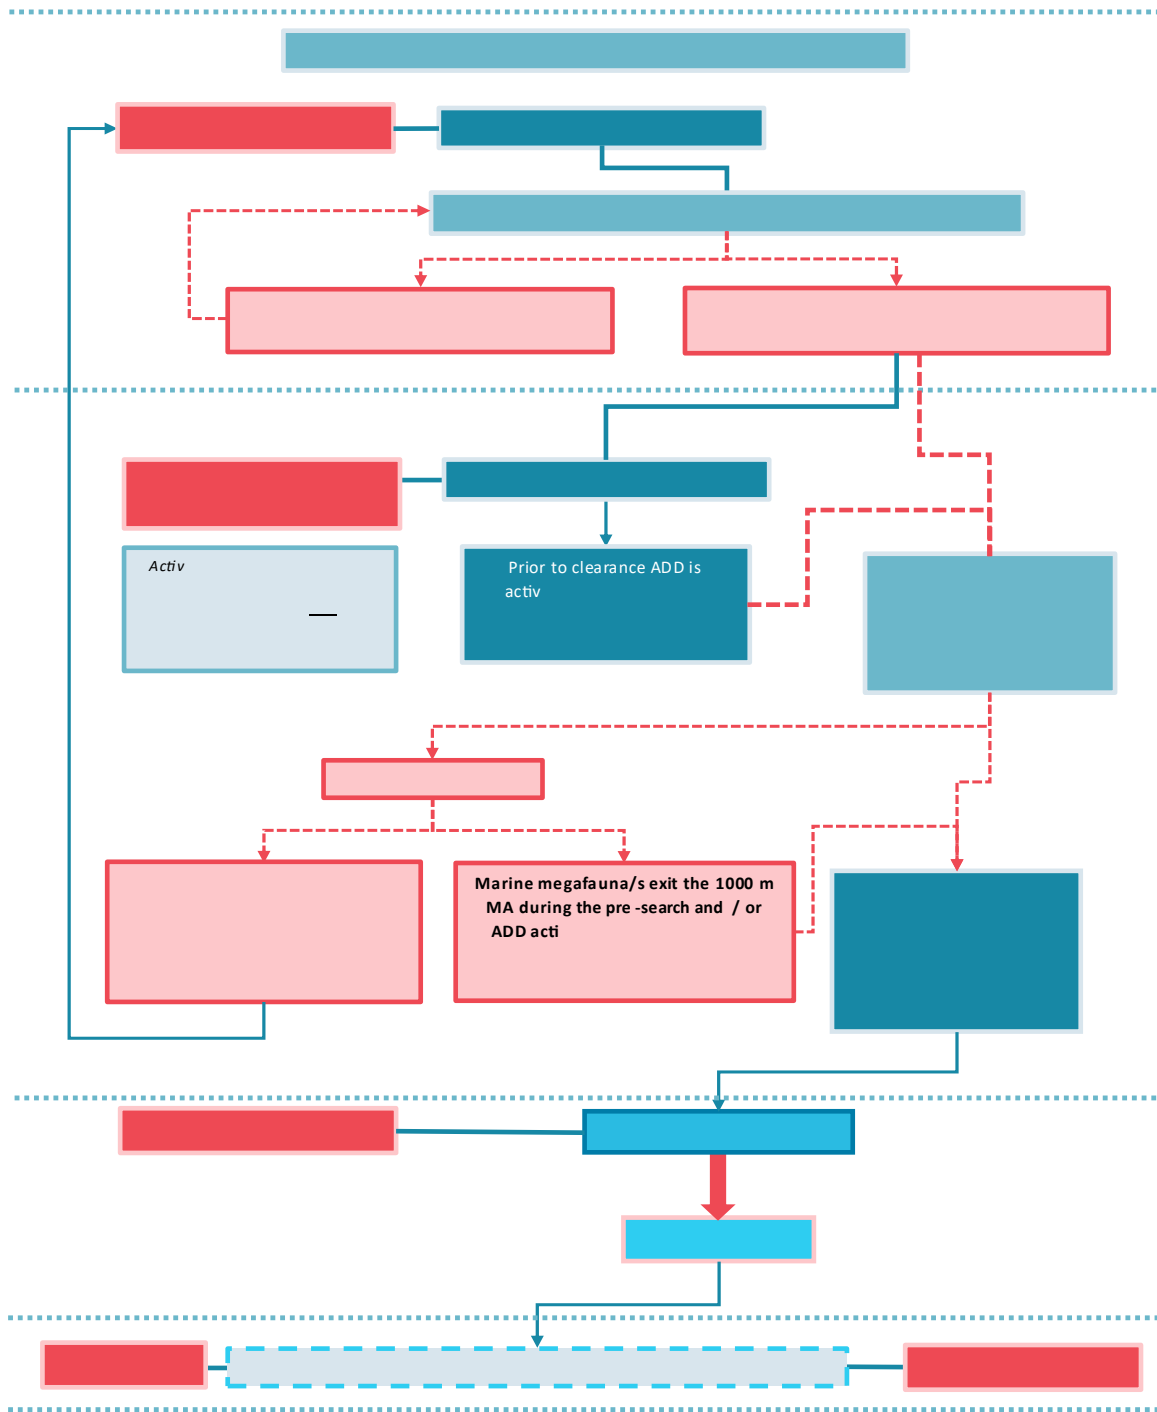 Activ
Prior to clearance ADD is
activ
Marine megafauna/s exit the 1000 m
MA during the pre -search and / or
ADD acti